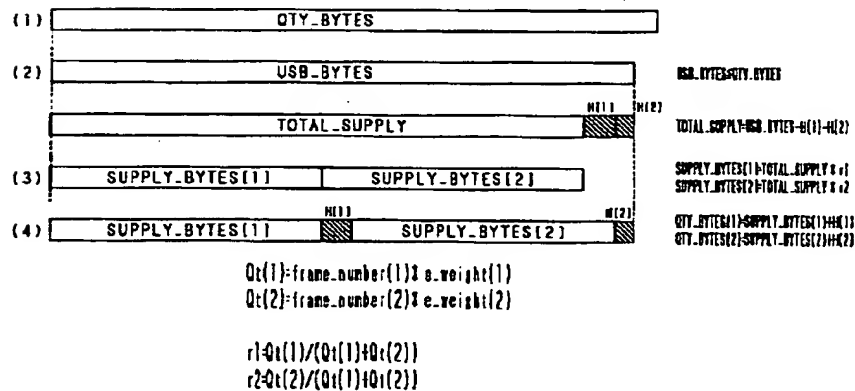 (1) QTY_BYTES
(2) USB_BYTES USB_BYTES≤QTY_BYTES
H[1] H[2]
TOTAL_SUPPLY TOTAL_SUPPLY=USB_BYTES-H[1]-H[2]
(3) SUPPLY_BYTES[1] SUPPLY_BYTES[2] SUPPLY_BYTES[1]=TOTAL_SUPPLY x r1
SUPPLY_BYTES[2]=TOTAL_SUPPLY x r2
H[1] H[2]
(4) SUPPLY_BYTES[1] SUPPLY_BYTES[2] QTY_BYTES[1]=SUPPLY_BYTES[1]+H[1]
QTY_BYTES[2]=SUPPLY_BYTES[2]+H[2]
Qt(1)=frame_number(1)x e_weight(1)
Qt(2)=frame_number(2)x e_weight(2)
r1=Qt(1)/(Qt(1)+Qt(2))
r2=Qt(2)/(Qt(1)+Qt(2))